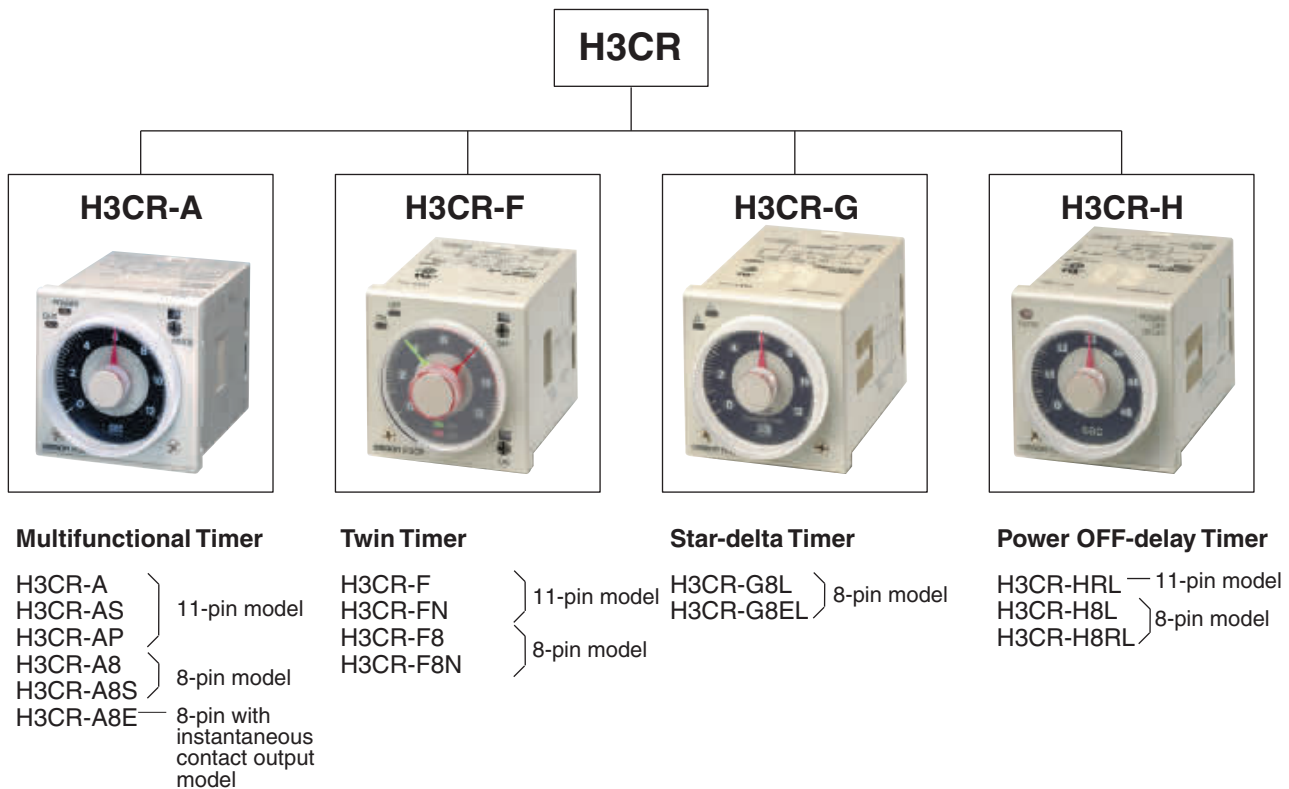 H3CR
H3CR-A
H3CR-F
H3CR-G
H3CR-H
Multifunctional Timer
H3CR-A
H3CR-AS
H3CR-AP
11-pin model
H3CR-A8
H3CR-A8S
8-pin model
H3CR-A8E
8-pin with
instantaneous
contact output
model
Twin Timer
H3CR-F
H3CR-FN
11-pin model
H3CR-F8
H3CR-F8N
8-pin model
Star-delta Timer
H3CR-G8L
H3CR-G8EL
8-pin model
Power OFF-delay Timer
H3CR-HRL
11-pin model
H3CR-H8L
H3CR-H8RL
8-pin model